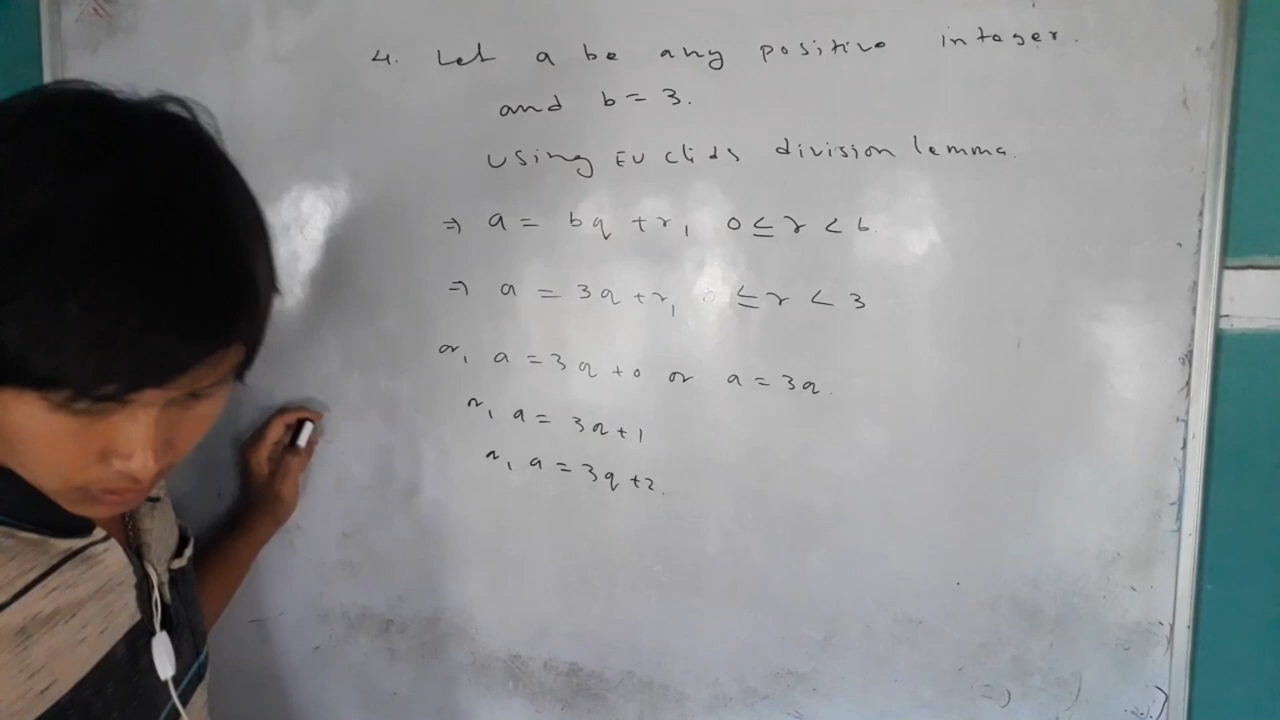 4. Let a be any positive integer.
and b = 3.
Using Euclids division lemma.
⇒ a = bq + r, 0 ≤ r < b.
⇒ a = 3q + r, 0 ≤ r < 3
or, a = 3q + 0 or a = 3q.
or, a = 3q + 1
or, a = 3q + 2.